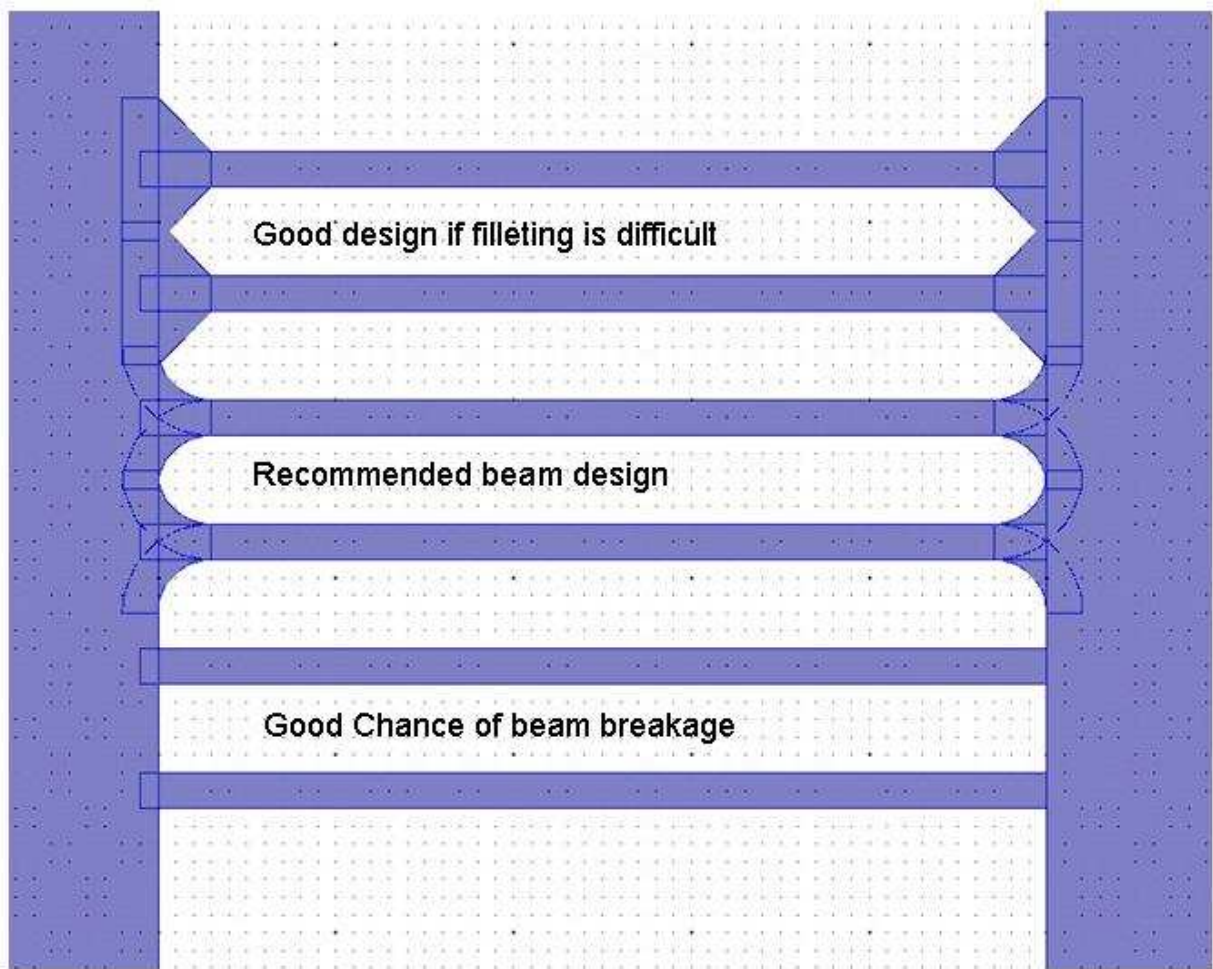 Good design if filleting is difficult
Recommended beam design
Good Chance of beam breakage